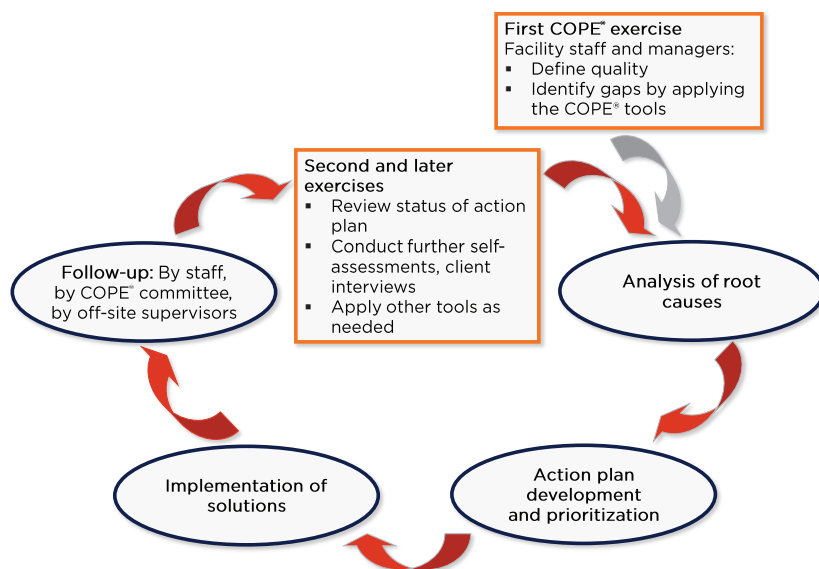 First COPE® exercise
Facility staff and managers:
▪ Define quality
▪ Identify gaps by applying
the COPE® tools
Second and later
exercises
▪ Review status of action
plan
▪ Conduct further self-
assessments, client
interviews
▪ Apply other tools as
needed
Analysis of root
causes
Action plan
development
and prioritization
Implementation of
solutions
Follow-up: By staff,
by COPE® committee,
by off-site supervisors